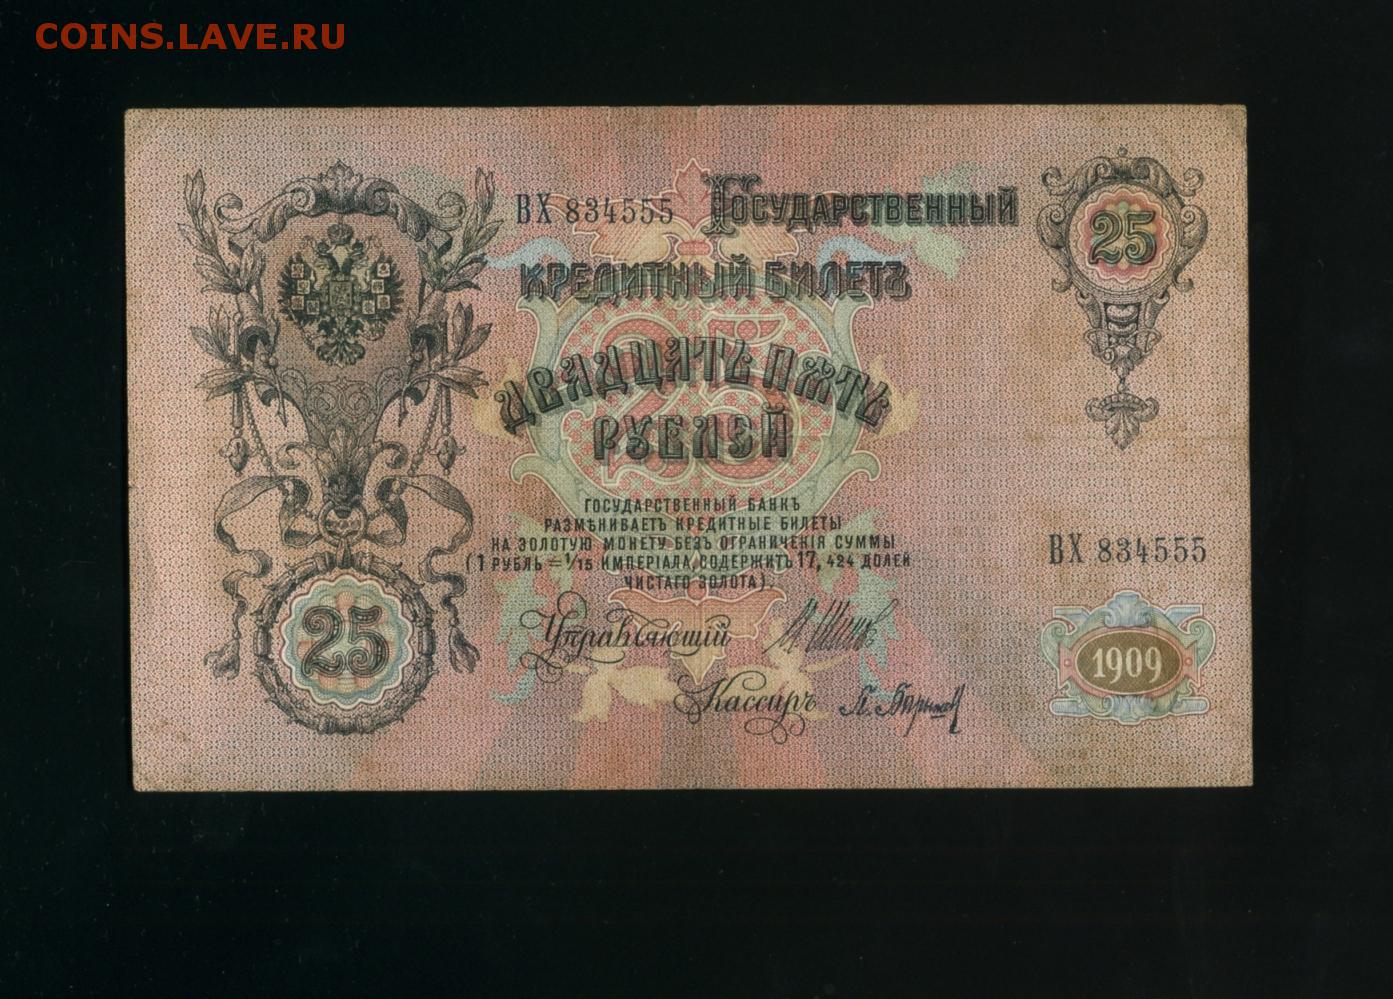 COINS.LAVE.RU
ВХ 834555 ГОСУДАРСТВЕННЫЙ
25
КРЕДИТНЫЙ БИЛЕТЪ
25
ДВАДЦАТЬ ПЯТЬ
РУБЛЕЙ
ГОСУДАРСТВЕННЫЙ БАНКЪ
РАЗМѢНИВАЕТЪ КРЕДИТНЫЕ БИЛЕТЫ
НА ЗОЛОТУЮ МОНЕТУ БЕЗЪ ОГРАНИЧЕНІЯ СУММЫ
(1 РУБЛЬ = 1/15 ИМПЕРІАЛА, СОДЕРЖИТЪ 17, 424 ДОЛЕЙ
ЧИСТАГО ЗОЛОТА).
ВХ 834555
25
Управляющій
1909
Кассиръ